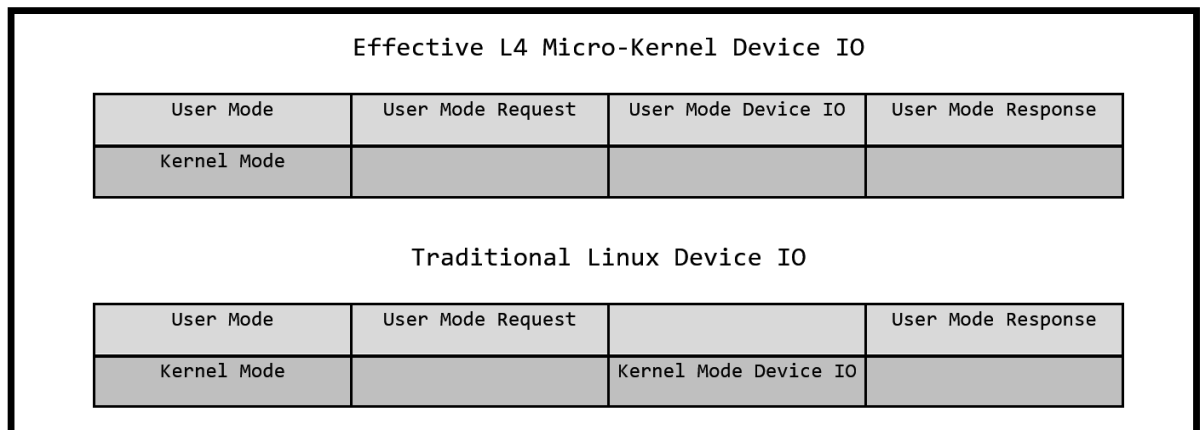 Effective L4 Micro-Kernel Device IO
User Mode User Mode Request User Mode Device IO User Mode Response
Kernel Mode
Traditional Linux Device IO
User Mode User Mode Request User Mode Response
Kernel Mode Kernel Mode Device IO